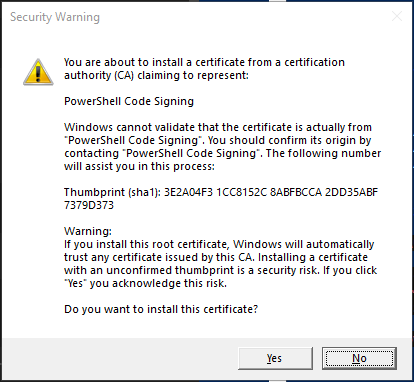 Security Warning
You are about to install a certificate from a certification
authority (CA) claiming to represent:
PowerShell Code Signing
Windows cannot validate that the certificate is actually from
"PowerShell Code Signing". You should confirm its origin by
contacting "PowerShell Code Signing". The following number
will assist you in this process:
Thumbprint (sha1): 3E2A04F3 1CC8152C 8ABFBCCA 2DD35ABF
7379D373
Warning:
If you install this root certificate, Windows will automatically
trust any certificate issued by this CA. Installing a certificate
with an unconfirmed thumbprint is a security risk. If you click
"Yes" you acknowledge this risk.
Do you want to install this certificate?
Yes No